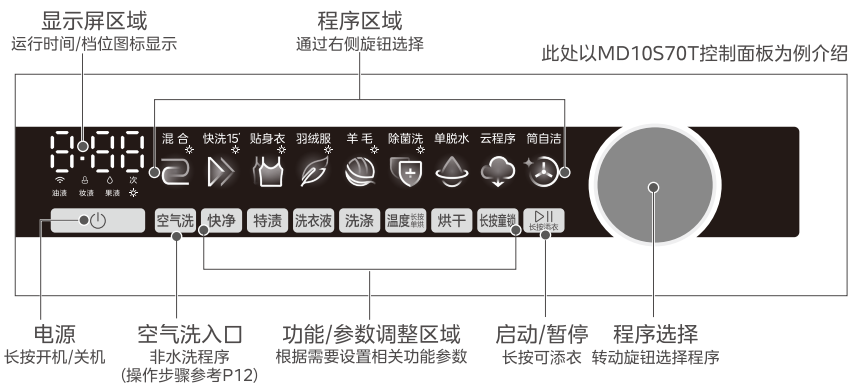 显示屏区域
运行时间/档位图标显示
程序区域
通过右侧旋钮选择
此处以MD10S70T控制面板为例介绍
8:88
混合 快洗15' 贴身衣 羽绒服 羊毛 除菌洗 单脱水 云程序 筒自洁
次
油渍 妆渍 果渍
空气洗 快净 特渍 洗衣液 洗涤 温度 长按单烘 烘干 长按童锁 长按添衣
电源
长按开机/关机
空气洗入口
非水洗程序
(操作步骤参考P12)
功能/参数调整区域
根据需要设置相关功能参数
启动/暂停
长按可添衣
程序选择
转动旋钮选择程序